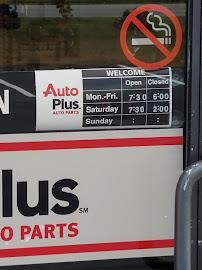 WELCOME
Auto Plus
AUTO PARTS
Open Closed
Mon.-Fri. 7:30 6:00
Saturday 7:30 2:00
Sunday : :
N
lus SM
O PARTS